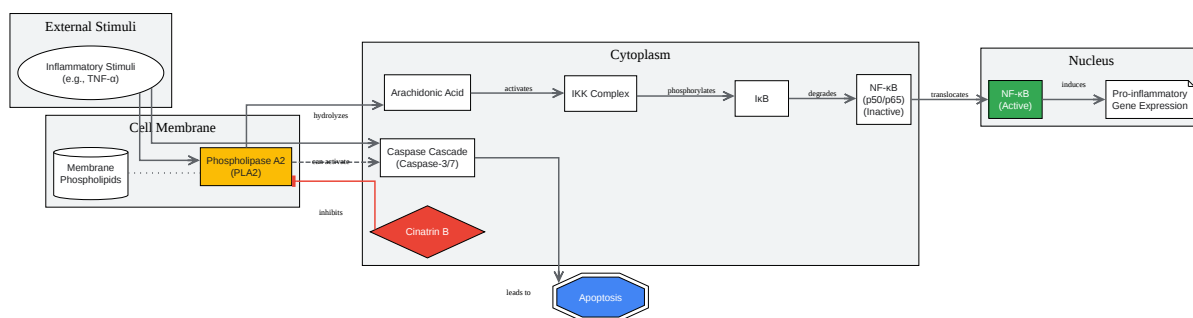 External Stimuli
Inflammatory Stimuli
(e.g., TNF-α)
Cell Membrane
Membrane
Phospholipids
Phospholipase A2
(PLA2)
hydrolyzes
can activate
inhibits
Cytoplasm
Arachidonic Acid
activates
IKK Complex
phosphorylates
IκB
degrades
NF-κB
(p50/p65)
(Inactive)
Caspase Cascade
(Caspase-3/7)
Cinatrin B
leads to
Apoptosis
translocates
Nucleus
NF-κB
(Active)
induces
Pro-inflammatory
Gene Expression